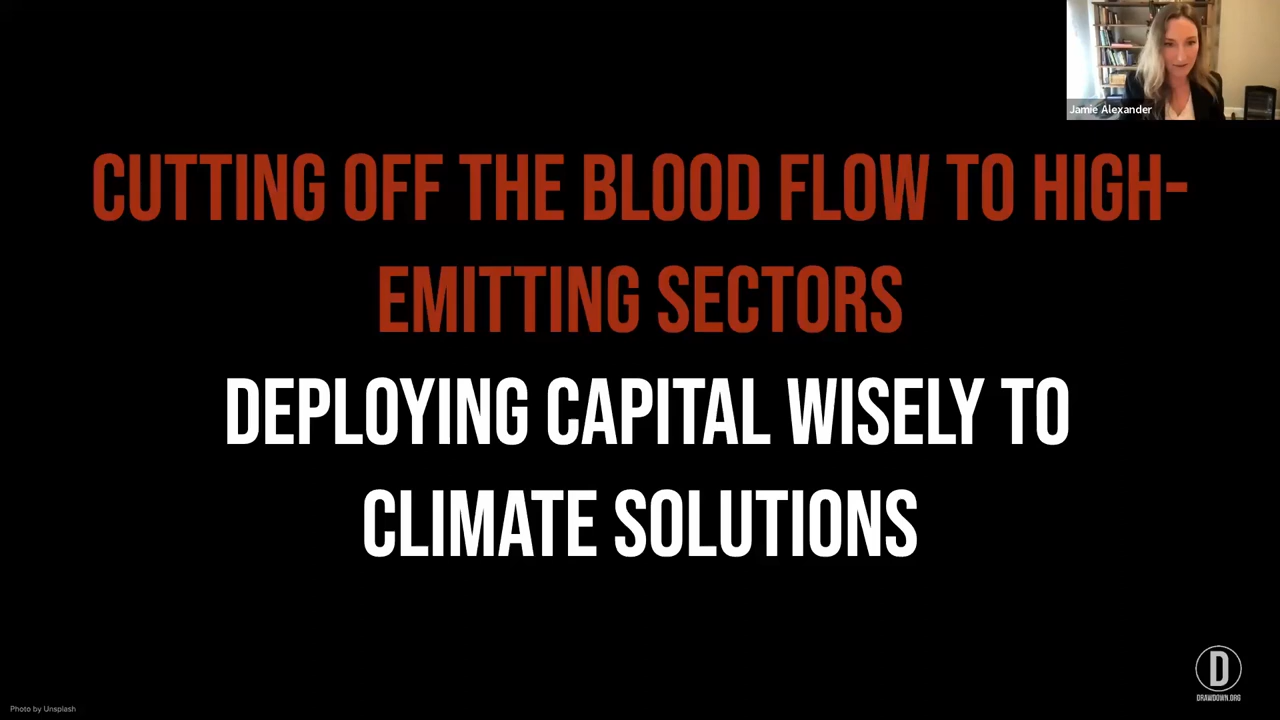 Jamie Alexander
CUTTING OFF THE BLOOD FLOW TO HIGH-
EMITTING SECTORS
DEPLOYING CAPITAL WISELY TO
CLIMATE SOLUTIONS
D
DRAWDOWN.ORG
Photo by Unsplash